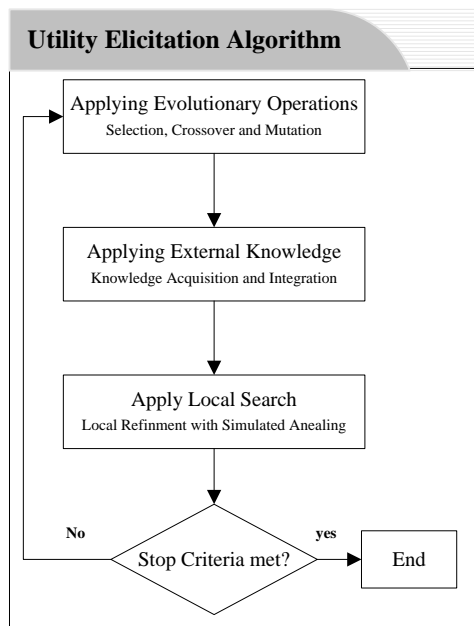 Utility Elicitation Algorithm
Applying Evolutionary Operations
Selection, Crossover and Mutation
Applying External Knowledge
Knowledge Acquisition and Integration
Apply Local Search
Local Refinment with Simulated Anealing
No
yes
Stop Criteria met?
End